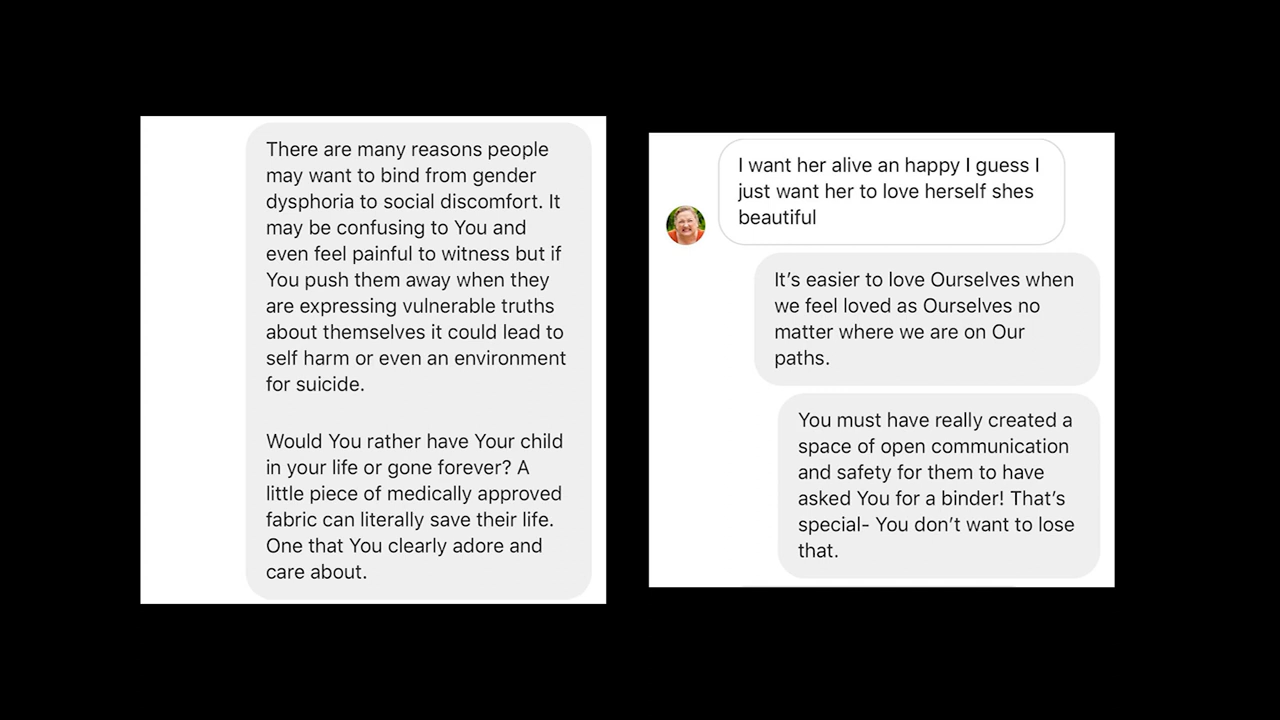 There are many reasons people
may want to bind from gender
dysphoria to social discomfort. It
may be confusing to You and
even feel painful to witness but if
You push them away when they
are expressing vulnerable truths
about themselves it could lead to
self harm or even an environment
for suicide.
Would You rather have Your child
in your life or gone forever? A
little piece of medically approved
fabric can literally save their life.
One that You clearly adore and
care about.
I want her alive an happy I guess I
just want her to love herself shes
beautiful
It’s easier to love Ourselves when
we feel loved as Ourselves no
matter where we are on Our
paths.
You must have really created a
space of open communication
and safety for them to have
asked You for a binder! That’s
special- You don’t want to lose
that.